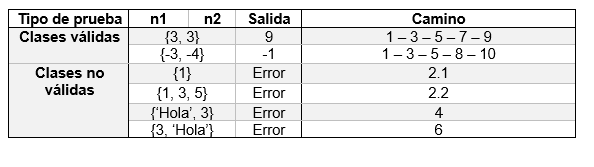 Tipo de prueba n1 n2 Salida Camino
Clases válidas {3, 3} 9 1 – 3 – 5 – 7 – 9
{-3, -4} -1 1 – 3 – 5 – 8 – 10
Clases no válidas {1} Error 2.1
{1, 3, 5} Error 2.2
{‘Hola’, 3} Error 4
{3, ‘Hola’} Error 6